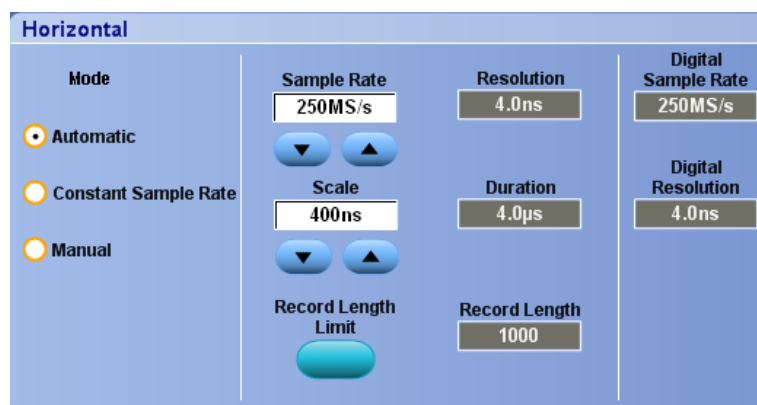 Horizontal
Mode
Automatic
Constant Sample Rate
Manual
Sample Rate
250MS/s
Scale
400ns
Record Length
Limit
Resolution
4.0ns
Duration
4.0µs
Record Length
1000
Digital
Sample Rate
250MS/s
Digital
Resolution
4.0ns